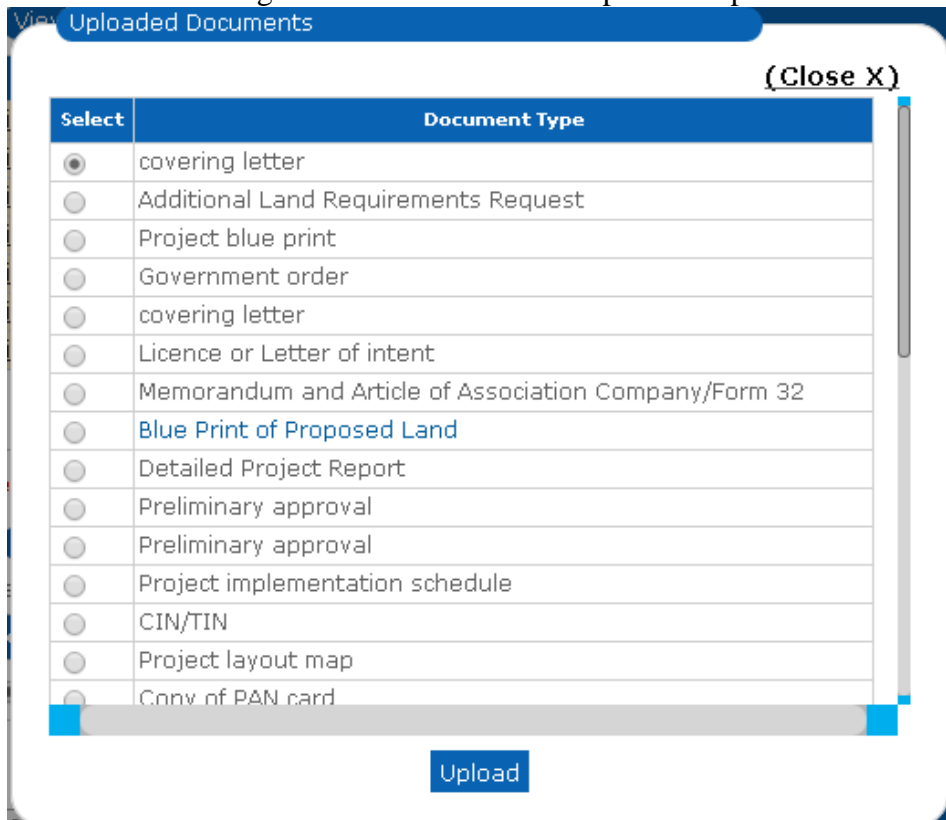 Uploaded Documents
(Close X)
Select Document Type
covering letter
Additional Land Requirements Request
Project blue print
Government order
covering letter
Licence or Letter of intent
Memorandum and Article of Association Company/Form 32
Blue Print of Proposed Land
Detailed Project Report
Preliminary approval
Preliminary approval
Project implementation schedule
CIN/TIN
Project layout map
Copy of PAN card
Upload